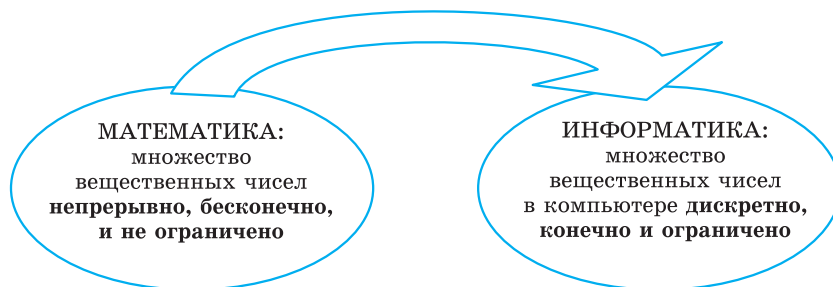 МАТЕМАТИКА:
множество
вещественных чисел
непрерывно, бесконечно,
и не ограничено
ИНФОРМАТИКА:
множество
вещественных чисел
в компьютере дискретно,
конечно и ограничено